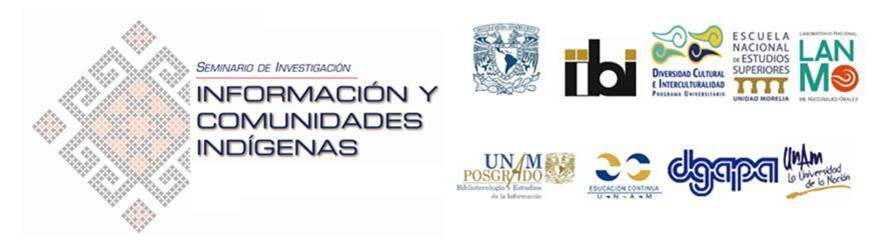 SEMINARIO DE INVESTIGACIÓN
INFORMACIÓN Y
COMUNIDADES
INDÍGENAS
iibi
DIVERSIDAD CULTURAL
E INTERCULTURALIDAD
PROGRAMA UNIVERSITARIO
ESCUELA
NACIONAL
DE ESTUDIOS
SUPERIORES
UNIDAD MORELIA
LABORATORIO NACIONAL
LAN
MO
DE MATERIALES ORALES
UNAM
POSGRADO
Bibliotecología y Estudios
de la Información
EDUCACIÓN CONTINUA
U·N·A·M
dgapa
UNAM
La Universidad
de la Nación